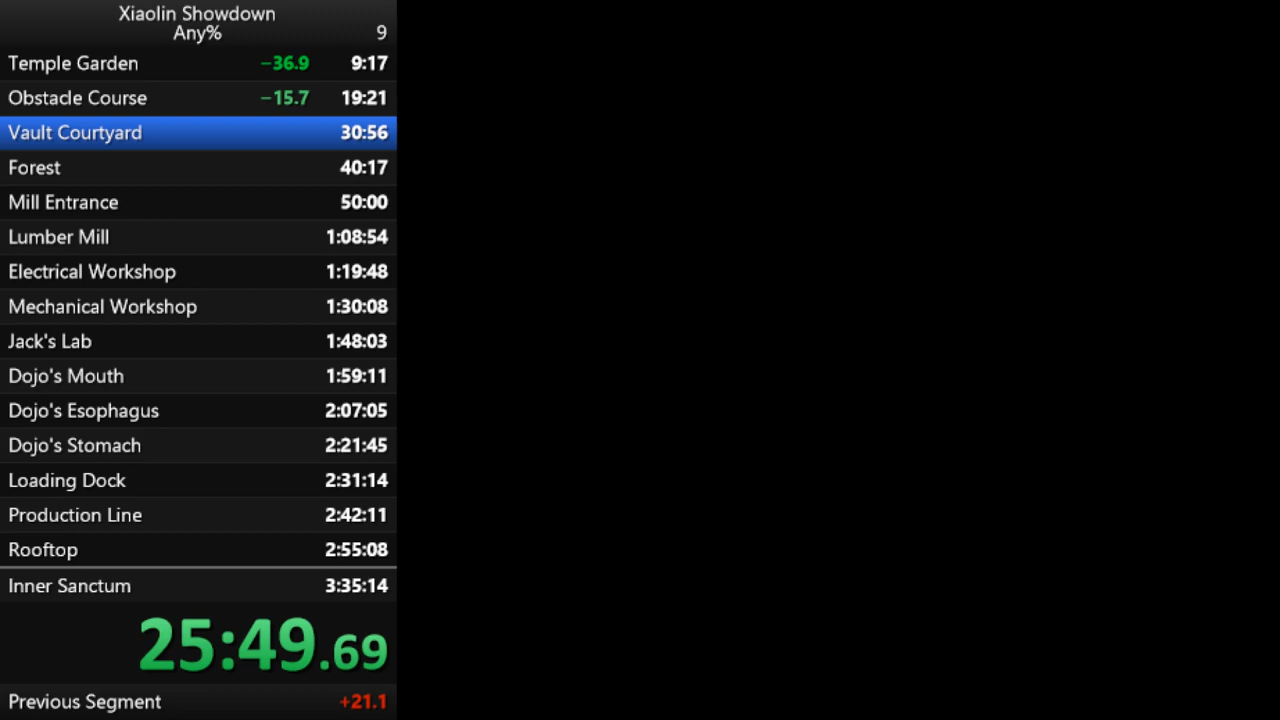 Xiaolin Showdown
Any% 9
Temple Garden −36.9 9:17
Obstacle Course −15.7 19:21
Vault Courtyard 30:56
Forest 40:17
Mill Entrance 50:00
Lumber Mill 1:08:54
Electrical Workshop 1:19:48
Mechanical Workshop 1:30:08
Jack's Lab 1:48:03
Dojo's Mouth 1:59:11
Dojo's Esophagus 2:07:05
Dojo's Stomach 2:21:45
Loading Dock 2:31:14
Production Line 2:42:11
Rooftop 2:55:08
Inner Sanctum 3:35:14
25:49.69
Previous Segment +21.1